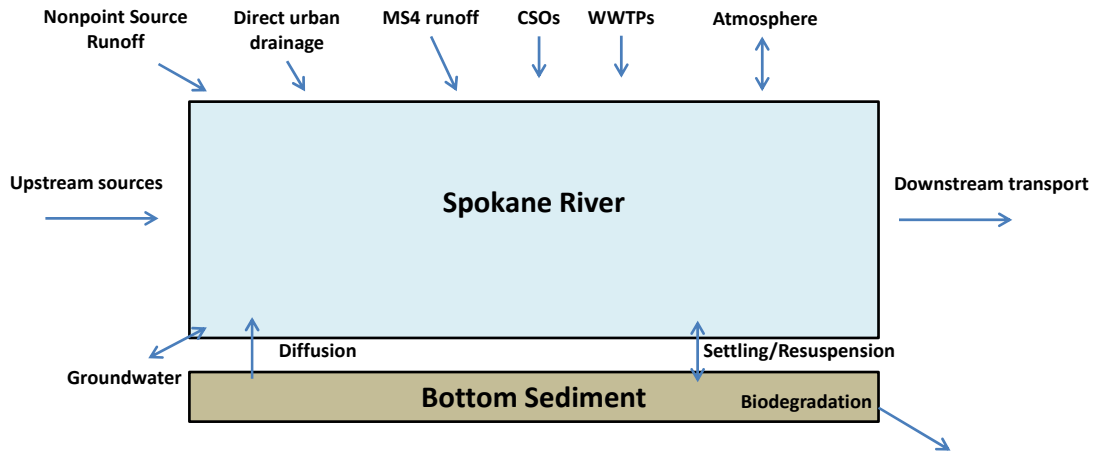 Nonpoint Source
Runoff
Direct urban
drainage
MS4 runoff
CSOs
WWTPs
Atmosphere
Upstream sources
Spokane River
Downstream transport
Groundwater
Diffusion
Settling/Resuspension
Bottom Sediment
Biodegradation